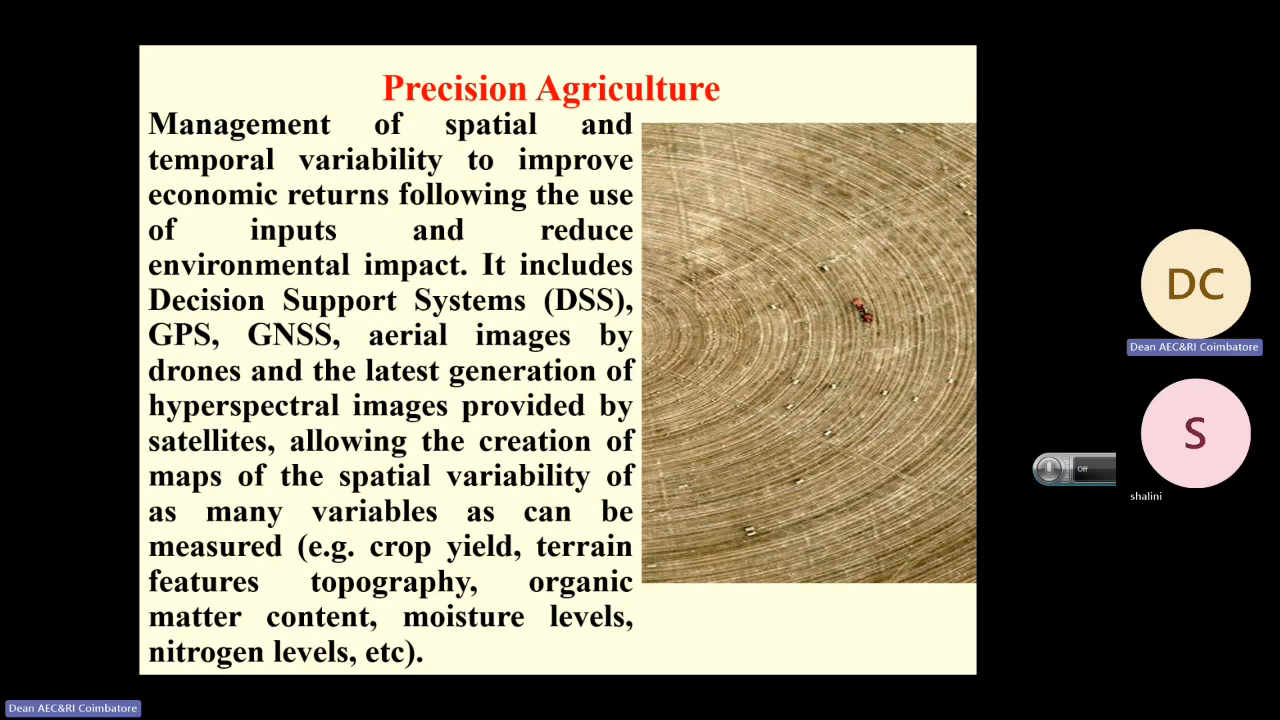 Precision Agriculture
Management of spatial and
temporal variability to improve
economic returns following the use
of inputs and reduce
environmental impact. It includes
Decision Support Systems (DSS),
GPS, GNSS, aerial images by
drones and the latest generation of
hyperspectral images provided by
satellites, allowing the creation of
maps of the spatial variability of
as many variables as can be
measured (e.g. crop yield, terrain
features topography, organic
matter content, moisture levels,
nitrogen levels, etc).
DC
Dean AEC&RI Coimbatore
S
Off
shalini
Dean AEC&RI Coimbatore